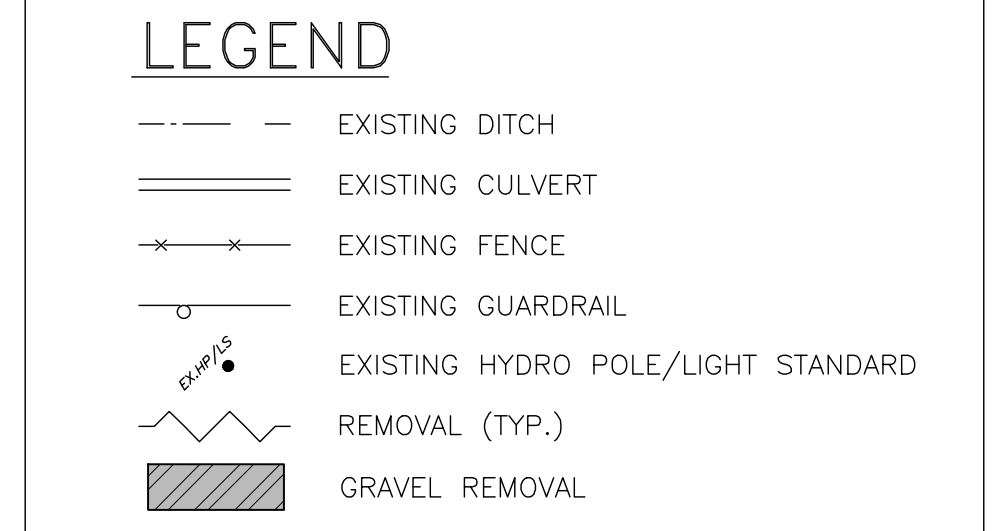 LEGEND
EXISTING DITCH
EXISTING CULVERT
EXISTING FENCE
EXISTING GUARDRAIL
EX.HP/LS
EXISTING HYDRO POLE/LIGHT STANDARD
REMOVAL (TYP.)
GRAVEL REMOVAL